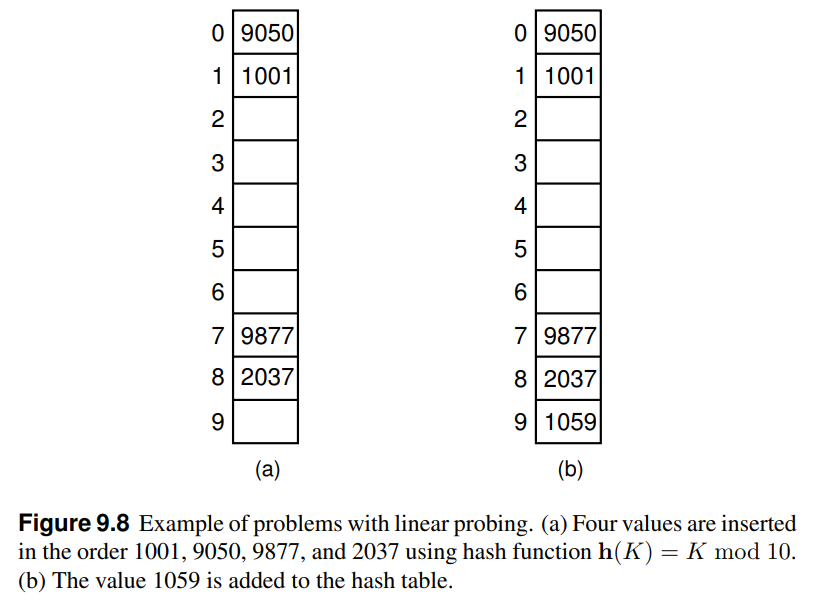 0 9050 0 9050
1 1001 1 1001
2 2
3 3
4 4
5 5
6 6
7 9877 7 9877
8 2037 8 2037
9 9 1059
(a) (b)
Figure 9.8 Example of problems with linear probing. (a) Four values are inserted
in the order 1001, 9050, 9877, and 2037 using hash function h(K) = K mod 10.
(b) The value 1059 is added to the hash table.